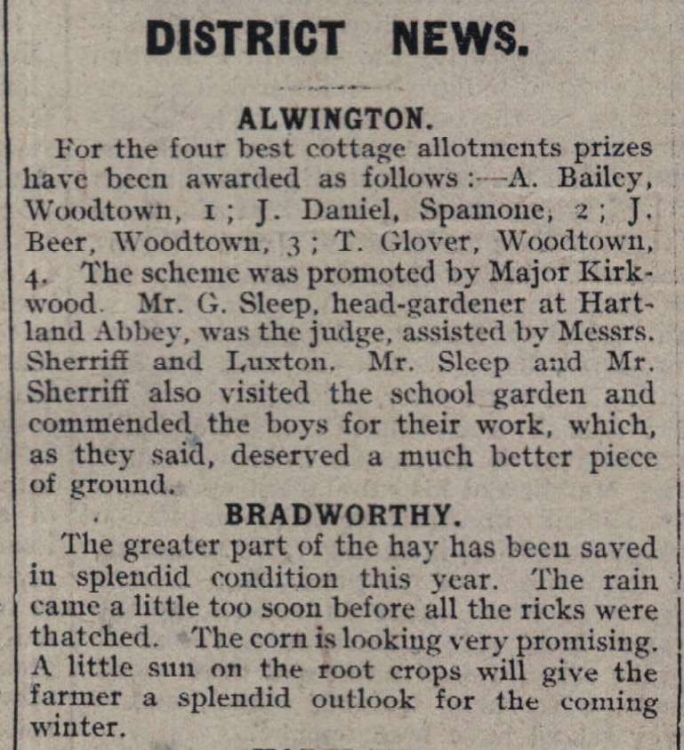 DISTRICT NEWS.
ALWINGTON.
For the four best cottage allotments prizes
have been awarded as follows :—A. Bailey,
Woodtown, 1 ; J. Daniel, Spamone, 2 ; J.
Beer, Woodtown, 3 ; T. Glover, Woodtown,
4. The scheme was promoted by Major Kirk-
wood. Mr. G. Sleep, head-gardener at Hart-
land Abbey, was the judge, assisted by Messrs.
Sherriff and Luxton. Mr. Sleep and Mr.
Sherriff also visited the school garden and
commended the boys for their work, which,
as they said, deserved a much better piece
of ground.
BRADWORTHY.
The greater part of the hay has been saved
in splendid condition this year. The rain
came a little too soon before all the ricks were
thatched. The corn is looking very promising.
A little sun on the root crops will give the
farmer a splendid outlook for the coming
winter.